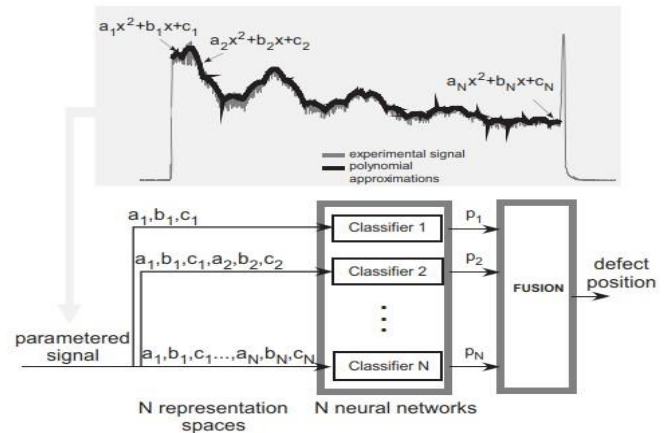 a₁x²+b₁x+c₁
a₂x²+b₂x+c₂
aₙx²+bₙx+cₙ
experimental signal
polynomial
approximations
a₁,b₁,c₁
Classifier 1
p₁
a₁,b₁,c₁,a₂,b₂,c₂
Classifier 2
p₂
FUSION
defect
position
parametered
signal
a₁,b₁,c₁...,aₙ,bₙ,cₙ
Classifier N
pₙ
N representation
spaces
N neural networks